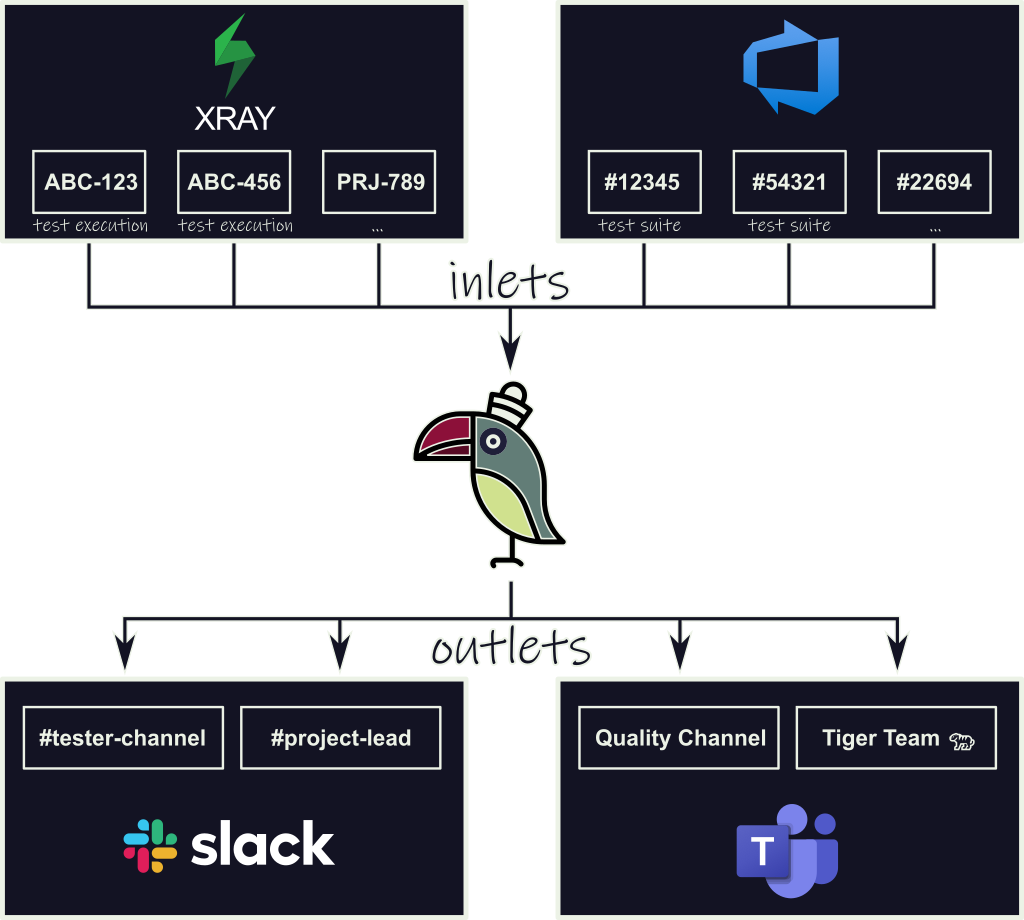 XRAY
ABC-123
ABC-456
PRJ-789
test execution
test execution
...
#12345
#54321
#22694
test suite
test suite
...
inlets
outlets
#tester-channel
#project-lead
Quality Channel
Tiger Team
slack
T